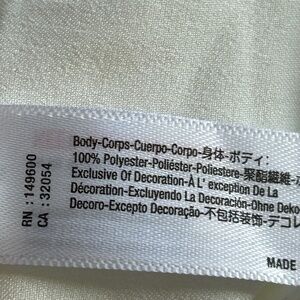 Body-Corps-Cuerpo-Corpo-身体-ボディ:
100% Polyester-Poliéster-Poliestere-聚酯纖維-
Exclusive Of Decoration-À L' exception De La
Décoration-Excluyendo La Decoración-Ohne Deko
Decoro-Excepto Decoração-不包括装饰-デコレ
MADE
RN : 149600
CA : 32054